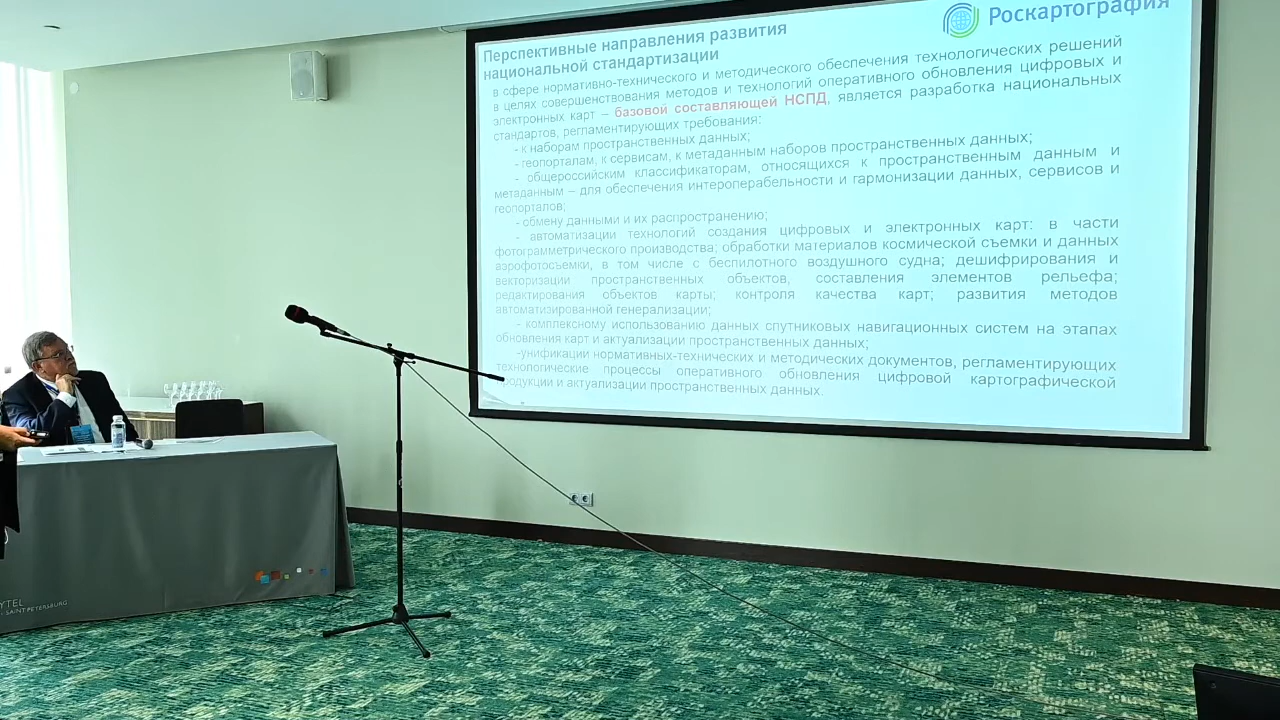 Роскартография
Перспективные направления развития
национальной стандартизации
в сфере нормативно-технического и методического обеспечения технологических решений
в целях совершенствования методов и технологий оперативного обновления цифровых и
электронных карт – базовой составляющей НСПД, является разработка национальных
стандартов, регламентирующих требования:
- к наборам пространственных данных;
- геопорталам, к сервисам, к метаданным наборов пространственных данных;
- общероссийским классификаторам, относящихся к пространственным данным и
метаданным – для обеспечения интероперабельности и гармонизации данных, сервисов и
геопорталов;
- обмену данными и их распространению;
- автоматизации технологий создания цифровых и электронных карт: в части
фотограмметрического производства; обработки материалов космической съемки и данных
аэрофотосъемки, в том числе с беспилотного воздушного судна; дешифрирования и
векторизации пространственных объектов, составления элементов рельефа;
редактирования объектов карты; контроля качества карт; развития методов
автоматизированной генерализации;
- комплексному использованию данных спутниковых навигационных систем на этапах
обновления карт и актуализации пространственных данных;
-унификации нормативных-технических и методических документов, регламентирующих
технологические процессы оперативного обновления цифровой картографической
продукции и актуализации пространственных данных.
YTEL
SAINT PETERSBURG